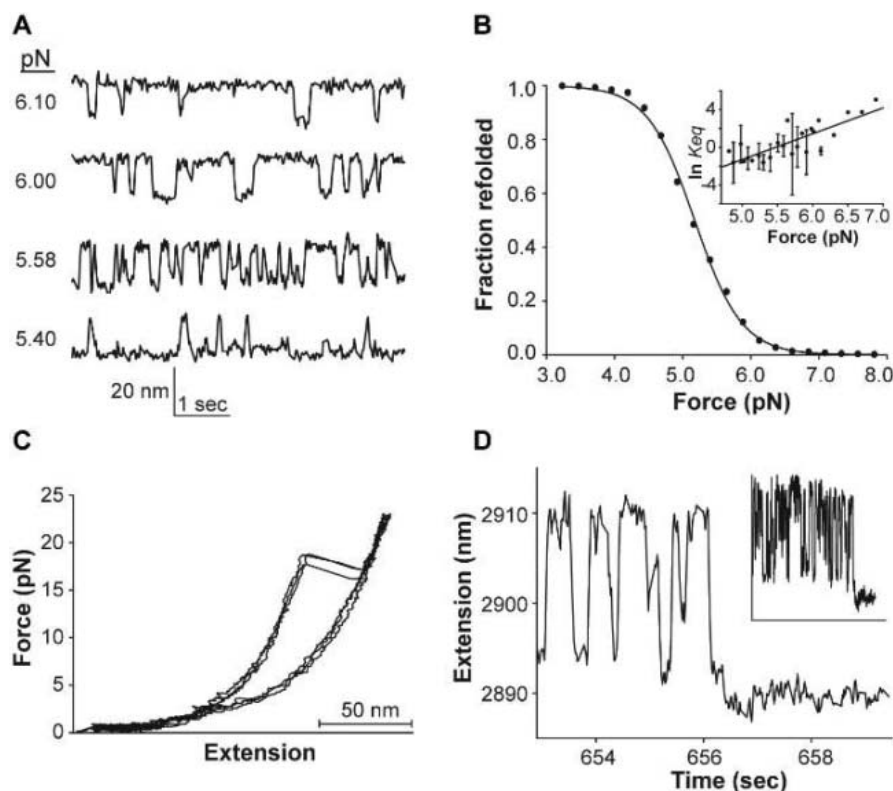 A
pN
6.10
6.00
5.58
5.40
20 nm
1 sec
B
Fraction refolded
1.0
0.8
0.6
0.4
0.2
0.0
3.0 4.0 5.0 6.0 7.0 8.0
Force (pN)
ln Keq
4
0
-4
5.0 5.5 6.0 6.5 7.0
Force (pN)
C
Force (pN)
25
20
15
10
5
0
50 nm
Extension
D
Extension (nm)
2910
2900
2890
654 656 658
Time (sec)